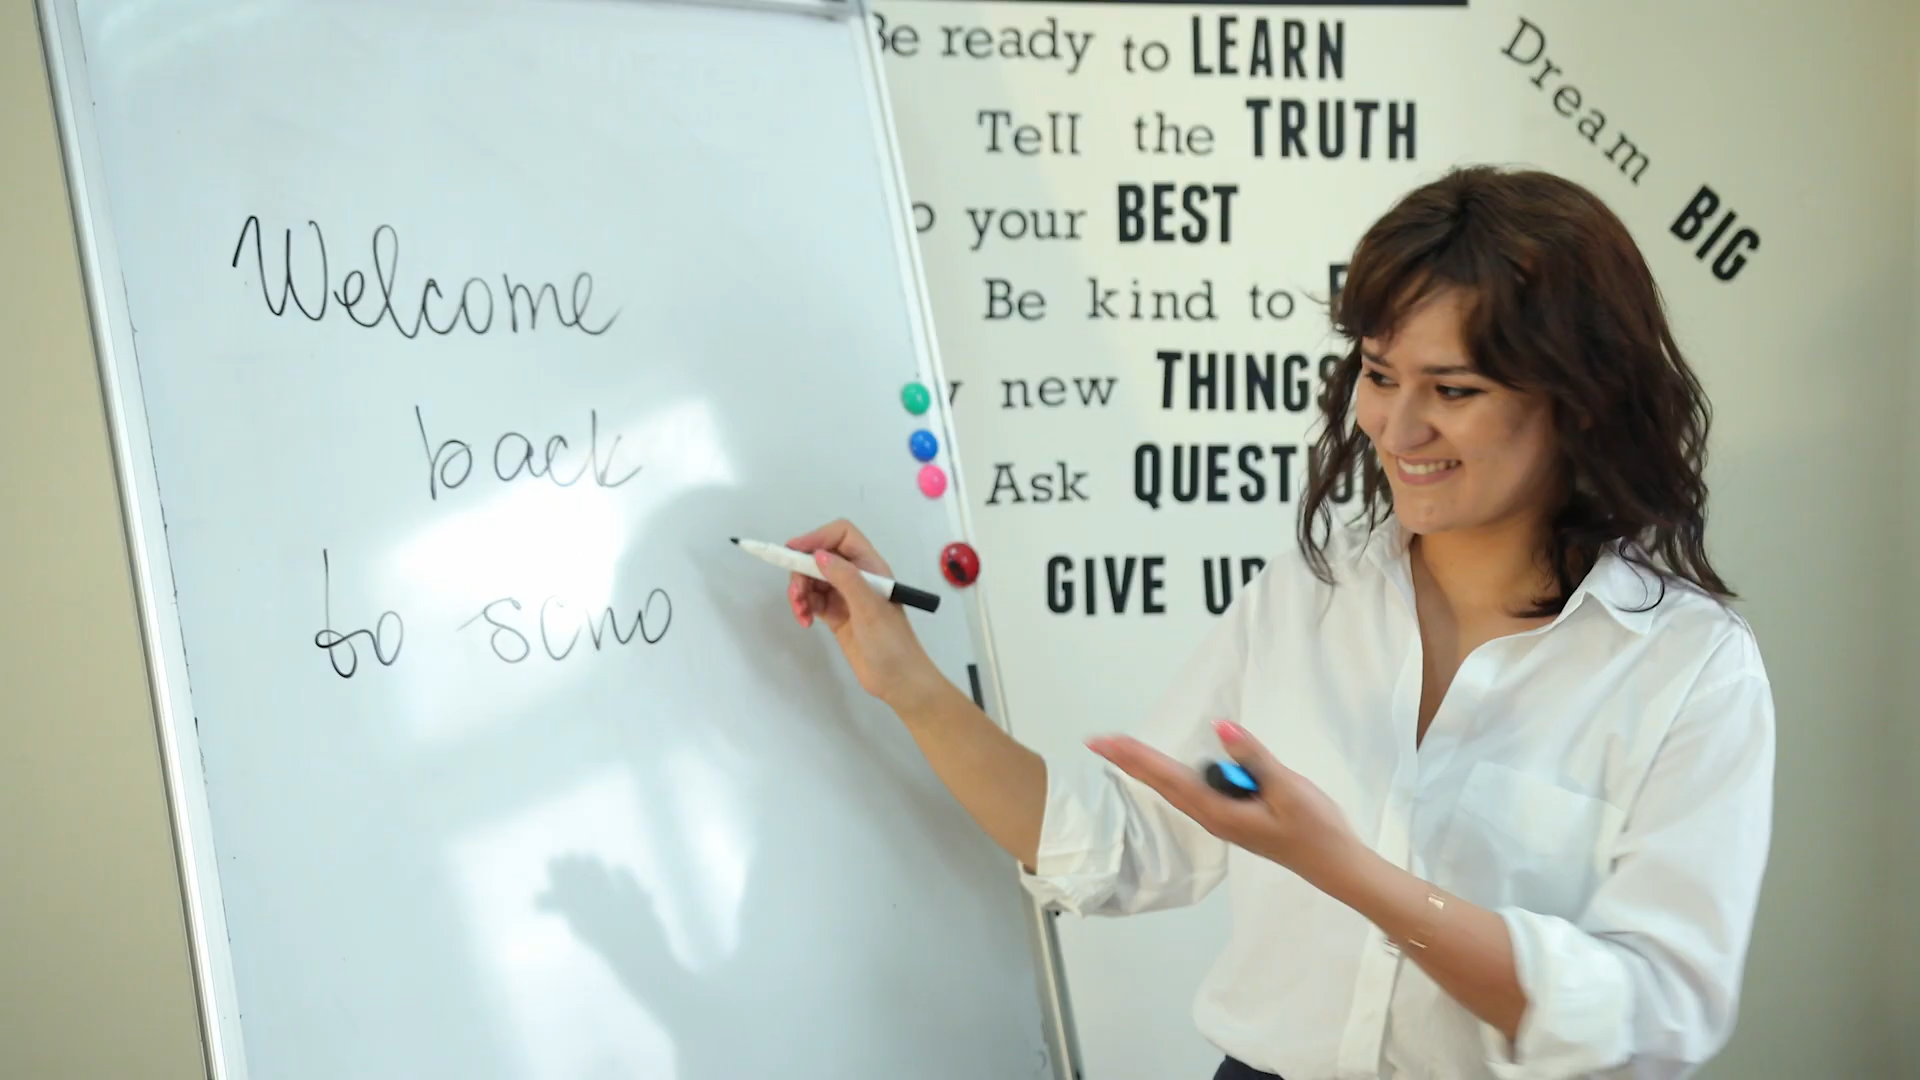 Welcome
back
to scho
Be ready to LEARN
Tell the TRUTH
your BEST
Be kind to
new THINGS
Ask
GIVE UP
Dream BIG